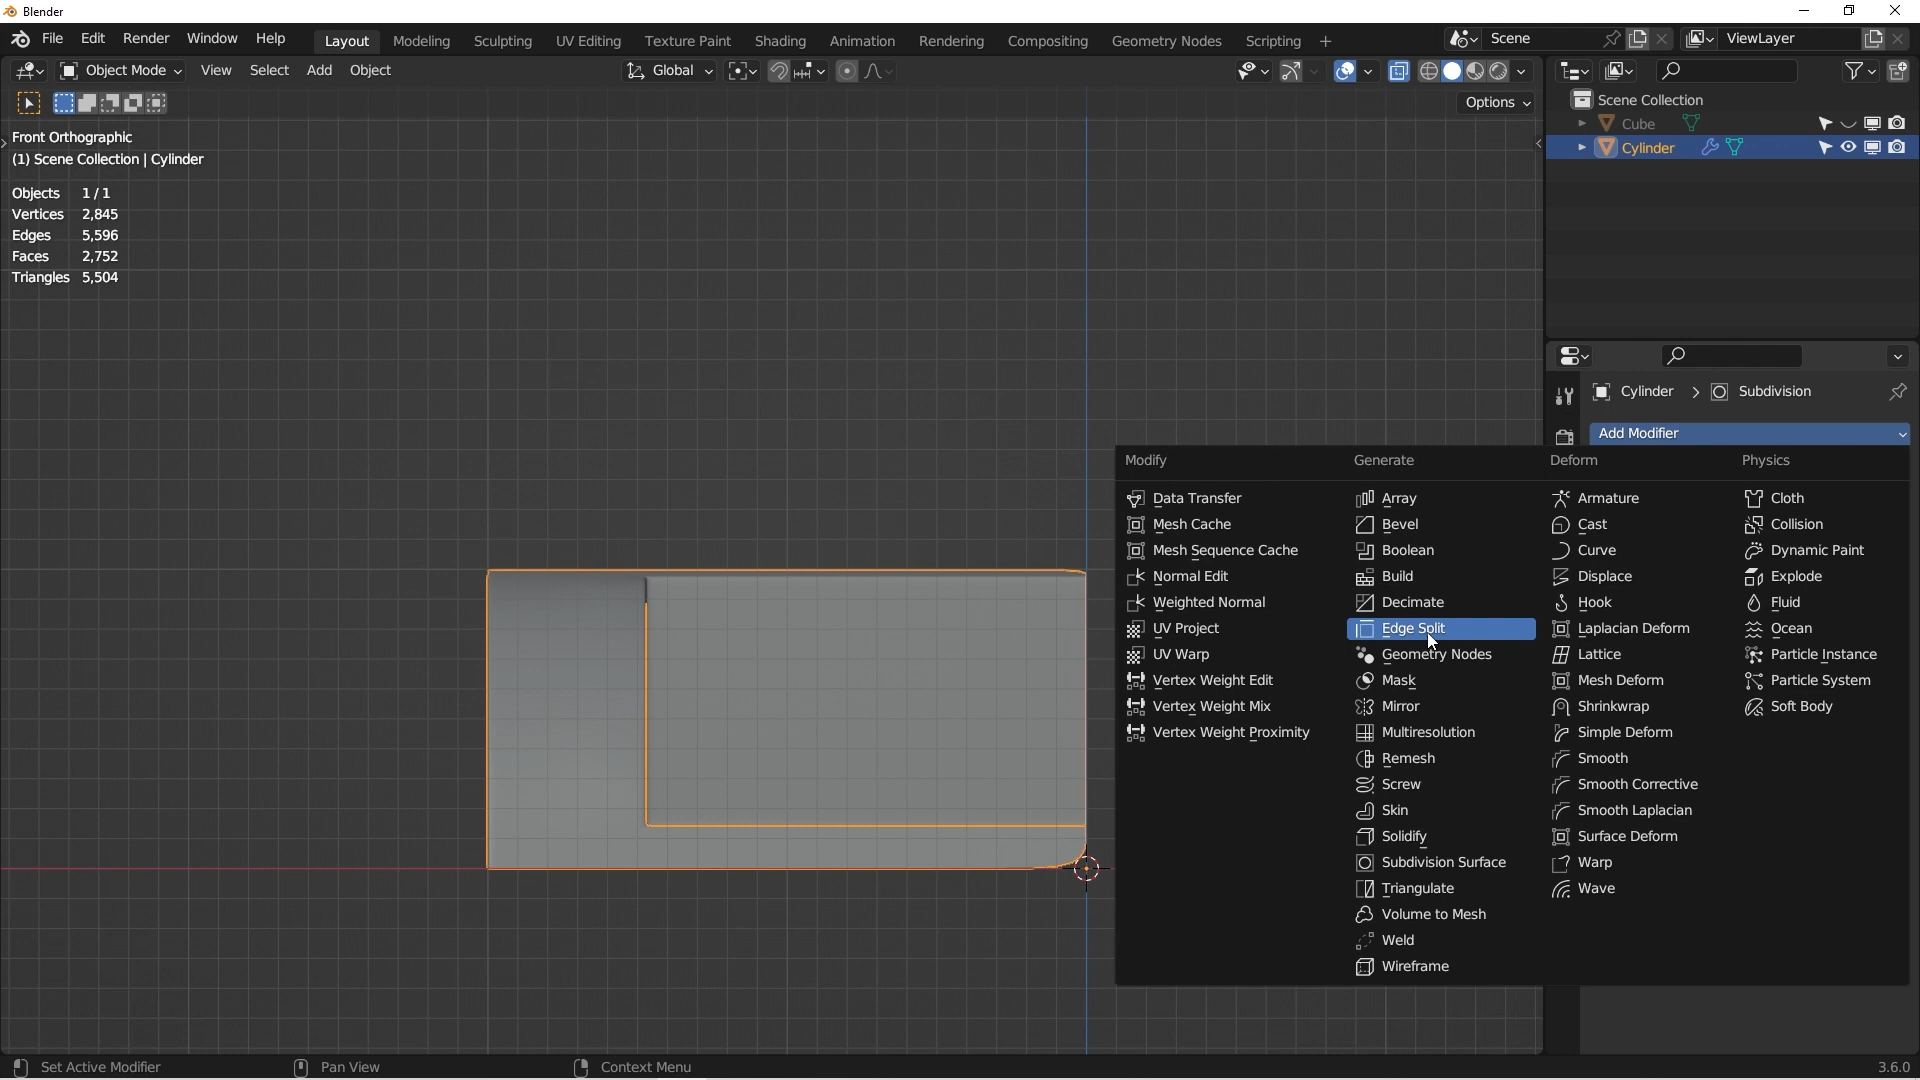 Blender
File Edit Render Window Help Layout Modeling Sculpting UV Editing Texture Paint Shading Animation Rendering Compositing Geometry Nodes Scripting + Scene ViewLayer
Object Mode View Select Add Object Global
Options
Front Orthographic
(1) Scene Collection | Cylinder
Objects 1 / 1
Vertices 2,845
Edges 5,596
Faces 2,752
Triangles 5,504
Scene Collection
Cube
Cylinder
Cylinder > Subdivision
Add Modifier
Modify Generate Deform Physics
Data Transfer Array Armature Cloth
Mesh Cache Bevel Cast Collision
Mesh Sequence Cache Boolean Curve Dynamic Paint
Normal Edit Build Displace Explode
Weighted Normal Decimate Hook Fluid
UV Project Edge Split Laplacian Deform Ocean
UV Warp Geometry Nodes Lattice Particle Instance
Vertex Weight Edit Mask Mesh Deform Particle System
Vertex Weight Mix Mirror Shrinkwrap Soft Body
Vertex Weight Proximity Multiresolution Simple Deform
Remesh Smooth
Screw Smooth Corrective
Skin Smooth Laplacian
Solidify Surface Deform
Subdivision Surface Warp
Triangulate Wave
Volume to Mesh
Weld
Wireframe
Set Active Modifier Pan View Context Menu 3.6.0